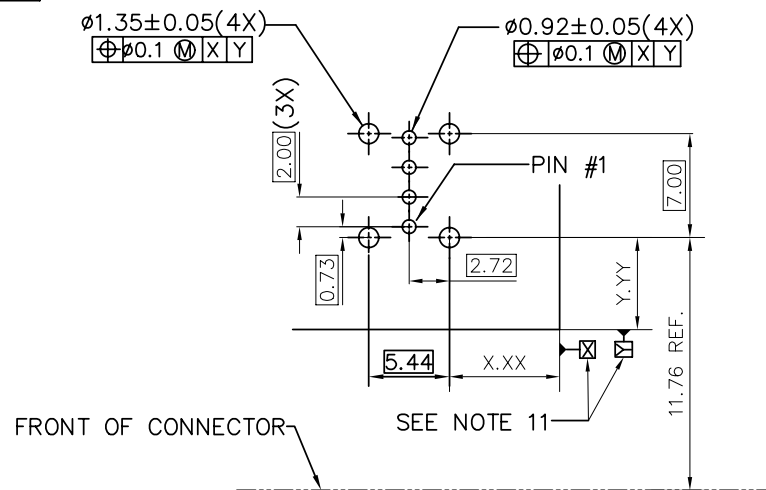 ø1.35±0.05(4X)
⌖ ø0.1 Ⓜ X Y
ø0.92±0.05(4X)
⌖ ø0.1 Ⓜ X Y
2.00(3X)
PIN #1
7.00
0.73
2.72
Y.YY
5.44
X.XX
X
Y
11.76 REF.
FRONT OF CONNECTOR
SEE NOTE 11